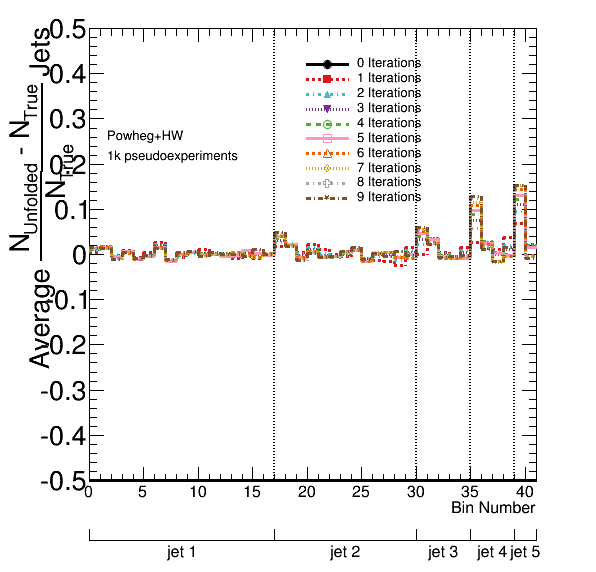 Average (N_Unfolded - N_True) / N_True Jets
0.5
0.4
0.3
0.2
0.1
0
-0.1
-0.2
-0.3
-0.4
-0.5
0 Iterations
1 Iterations
2 Iterations
3 Iterations
4 Iterations
5 Iterations
6 Iterations
7 Iterations
8 Iterations
9 Iterations
Powheg+HW
1k pseudoexperiments
0 5 10 15 20 25 30 35 40
Bin Number
jet 1 jet 2 jet 3 jet 4 jet 5